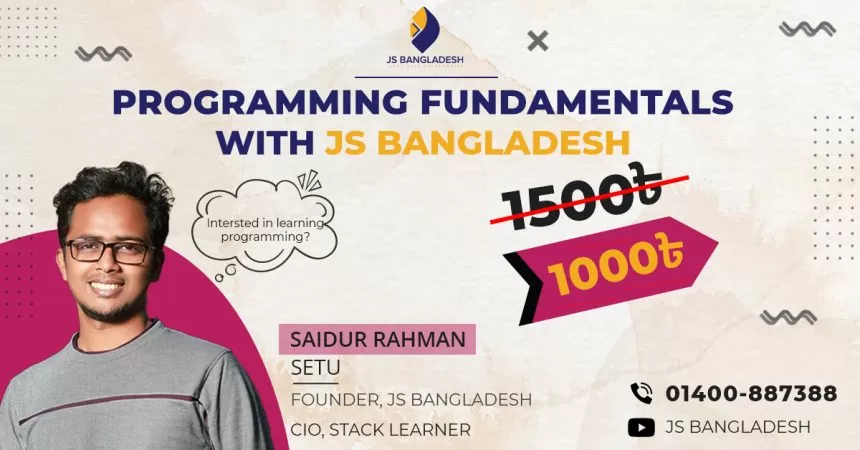 JS BANGLADESH
PROGRAMMING FUNDAMENTALS
WITH JS BANGLADESH
Intersted in learning
programming?
1500৳
1000৳
SAIDUR RAHMAN
SETU
FOUNDER, JS BANGLADESH
CIO, STACK LEARNER
01400-887388
JS BANGLADESH